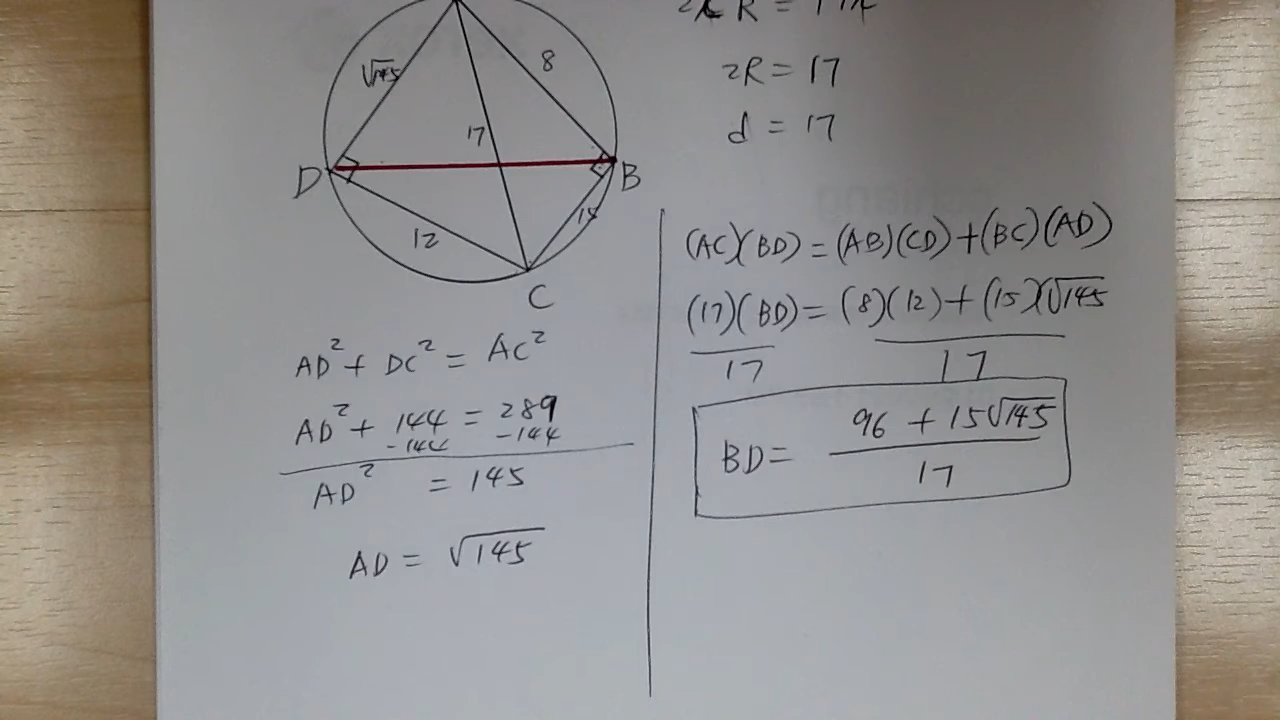 2πR = 17π
2R = 17
d = 17
√145
8
17
D
B
15
12
C
AD² + DC² = AC²
AD² + 144 = 289
-144 -144
AD² = 145
AD = √145
(AC)(BD) = (AB)(CD) + (BC)(AD)
(17)(BD) = (8)(12) + (15)(√145
17 17
96 + 15√145
BD =
17